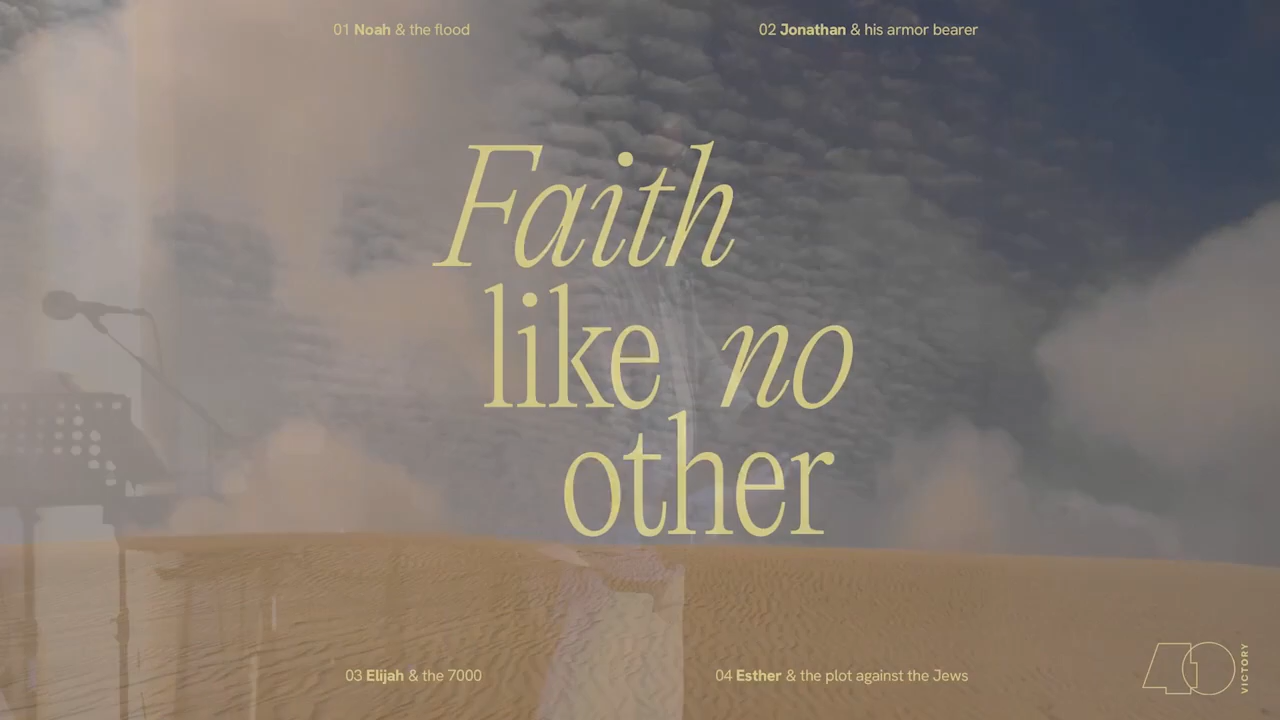 01 Noah & the flood
02 Jonathan & his armor bearer
Faith
like no
other
03 Elijah & the 7000
04 Esther & the plot against the Jews
40
VICTORY